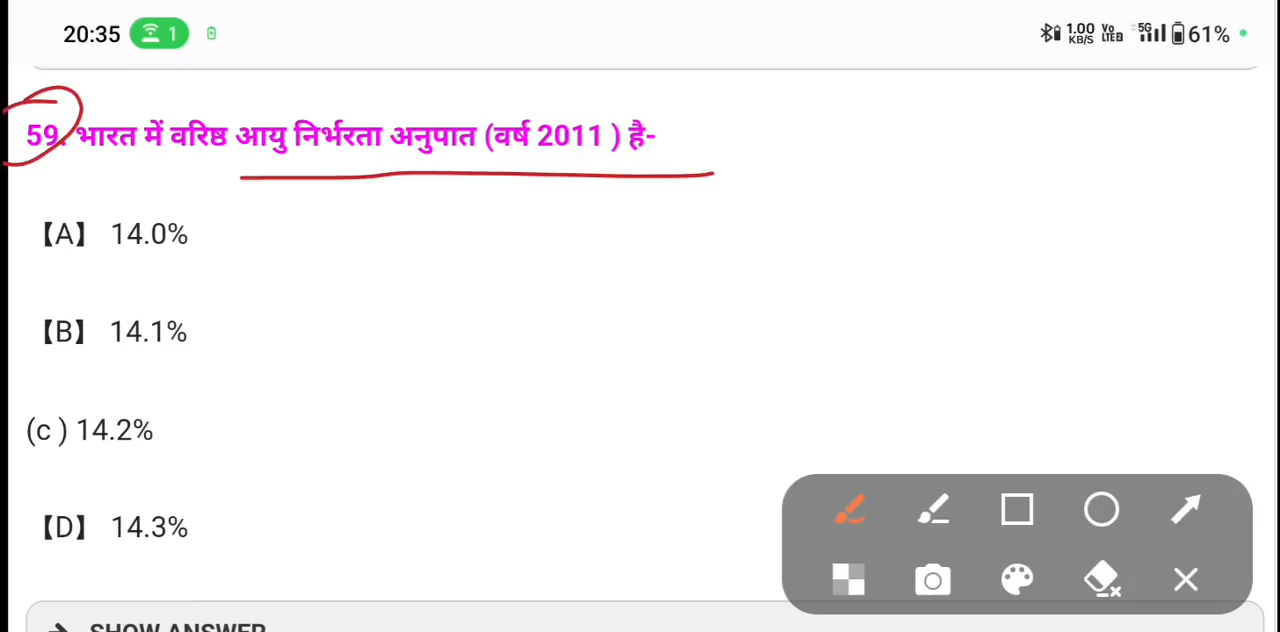 20:35 1 1.00 KB/S Vo LTE2 5G 61%
59. भारत में वरिष्ठ आयु निर्भरता अनुपात (वर्ष 2011 ) है-
【A】 14.0%
【B】 14.1%
(c ) 14.2%
【D】 14.3%
→ SHOW ANSWER